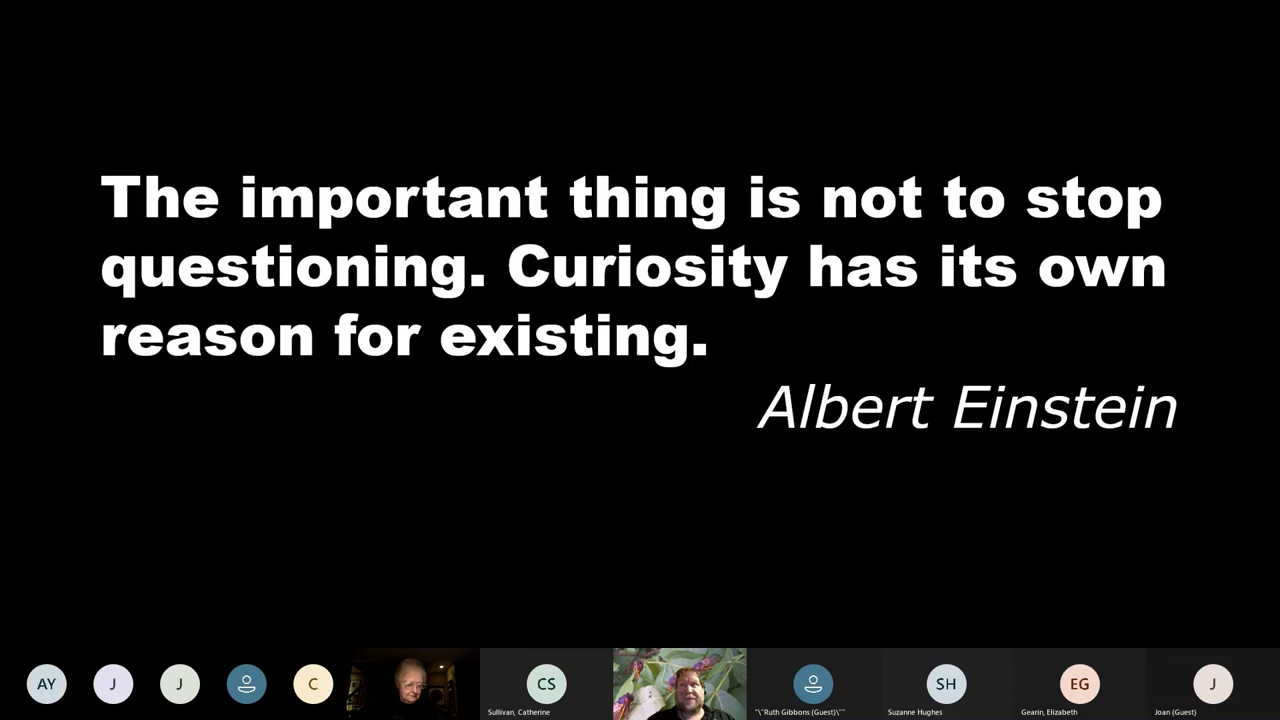 The important thing is not to stop
questioning. Curiosity has its own
reason for existing.
Albert Einstein
AY
J
J
C
CS
SH
EG
J
Sullivan, Catherine
"\"Ruth Gibbons (Guest)\""
Suzanne Hughes
Gearin, Elizabeth
Joan (Guest)